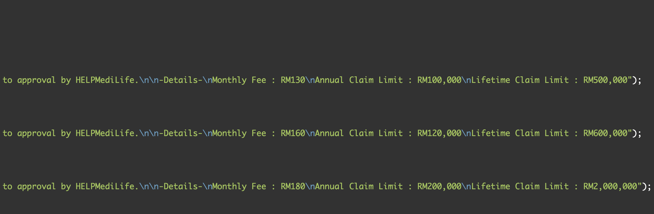 to approval by HELPMediLife.\n\n-Details-\nMonthly Fee : RM130\nAnnual Claim Limit : RM100,000\nLifetime Claim Limit : RM500,000");
to approval by HELPMediLife.\n\n-Details-\nMonthly Fee : RM160\nAnnual Claim Limit : RM120,000\nLifetime Claim Limit : RM600,000");
to approval by HELPMediLife.\n\n-Details-\nMonthly Fee : RM180\nAnnual Claim Limit : RM200,000\nLifetime Claim Limit : RM2,000,000");